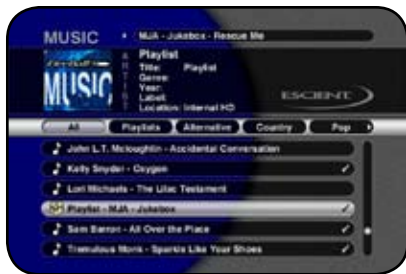 MUSIC
MJA - Jukebox - Rescue Me
Playlist
Title: Playlist
Genre:
Year:
Label:
Location: Internal HD
ARTIST
MUSIC
ESCIENT
All Playlists Alternative Country Pop
John L.T. Mcloughlin - Accidental Conversation
Kelly Snyder - Oxygen
Lori Michaels - The Lilac Testament
Playlist - MJA - Jukebox
Sam Barron - All Over the Place
Tremulous Monk - Sparkle Like Your Shoes